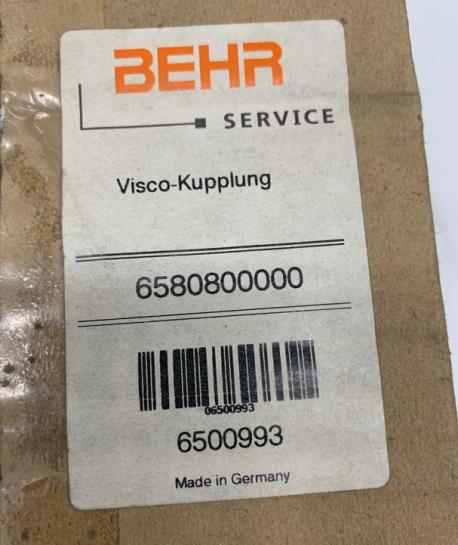 BEHR
SERVICE
Visco-Kupplung
6580800000
06500993
6500993
Made in Germany